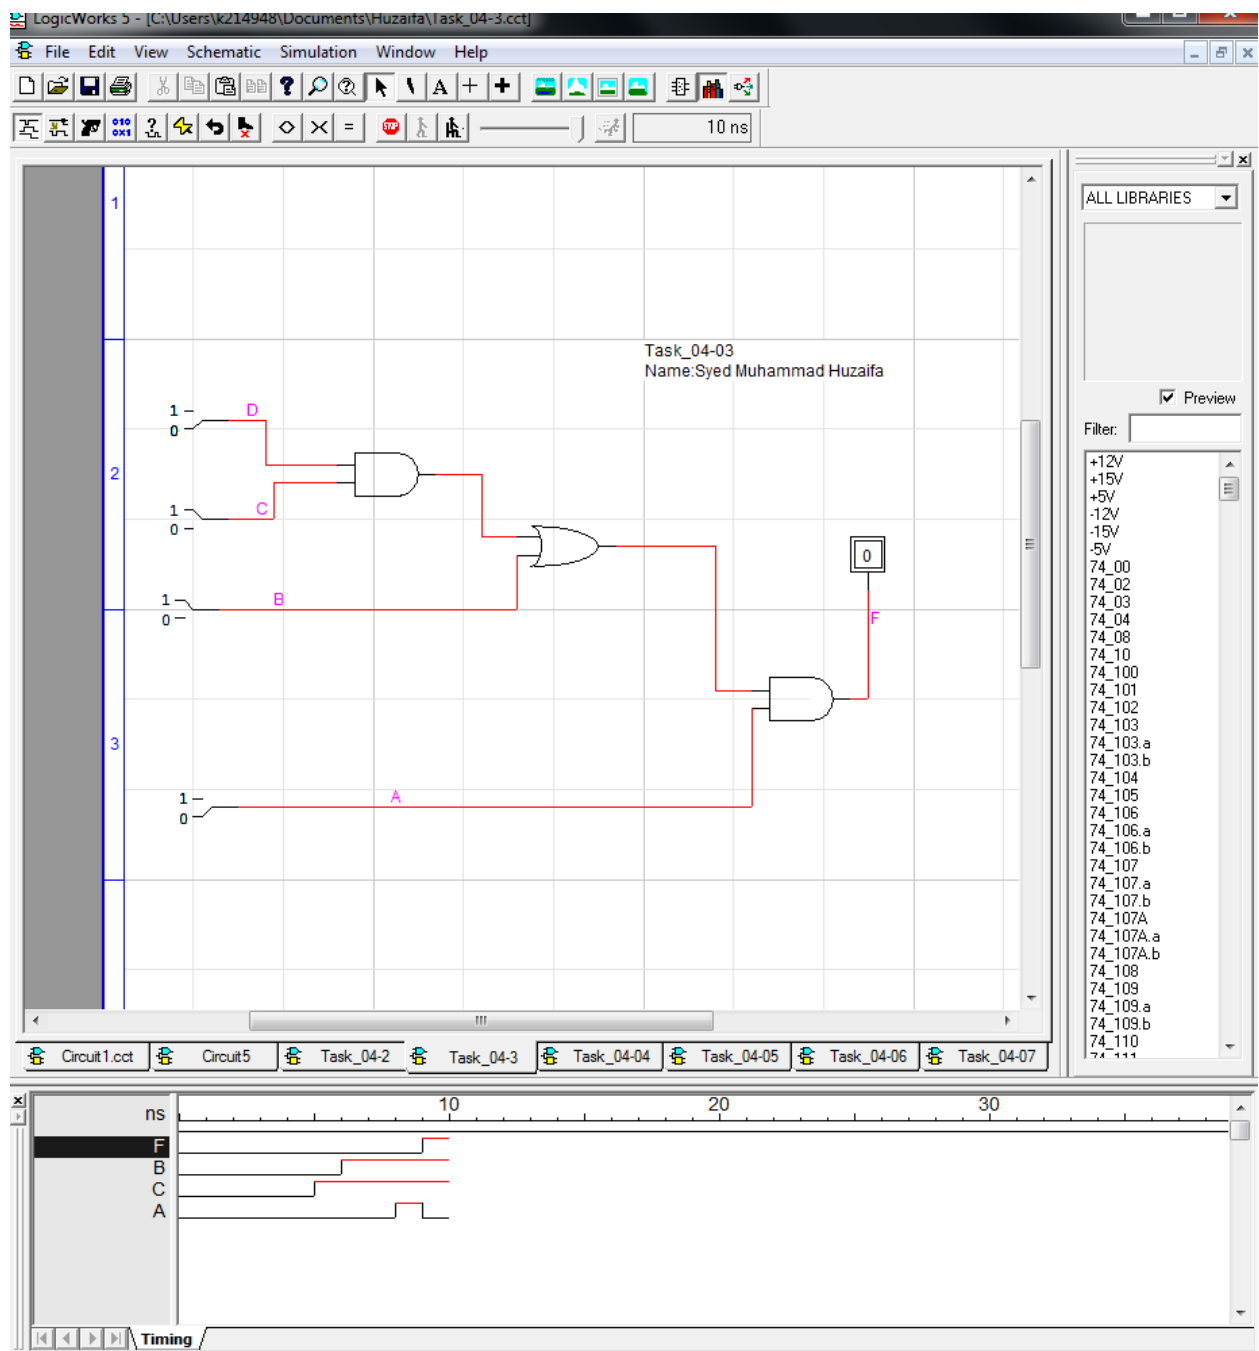 LogicWorks 5 - [C:\Users\k214948\Documents\Huzaifa\Task_04-3.cct]
File Edit View Schematic Simulation Window Help
10 ns
ALL LIBRARIES
Preview
Filter:
+12V
+15V
+5V
-12V
-15V
-5V
74_00
74_02
74_03
74_04
74_08
74_10
74_100
74_101
74_102
74_103
74_103.a
74_103.b
74_104
74_105
74_106
74_106.a
74_106.b
74_107
74_107.a
74_107.b
74_107A
74_107A.a
74_107A.b
74_108
74_109
74_109.a
74_109.b
74_110
74_111
1
Task_04-03
Name:Syed Muhammad Huzaifa
1
0
D
2
1
0
C
0
1
0
B
F
3
1
0
A
Circuit1.cct Circuit5 Task_04-2 Task_04-3 Task_04-04 Task_04-05 Task_04-06 Task_04-07
ns 10 20 30
F
B
C
A
Timing